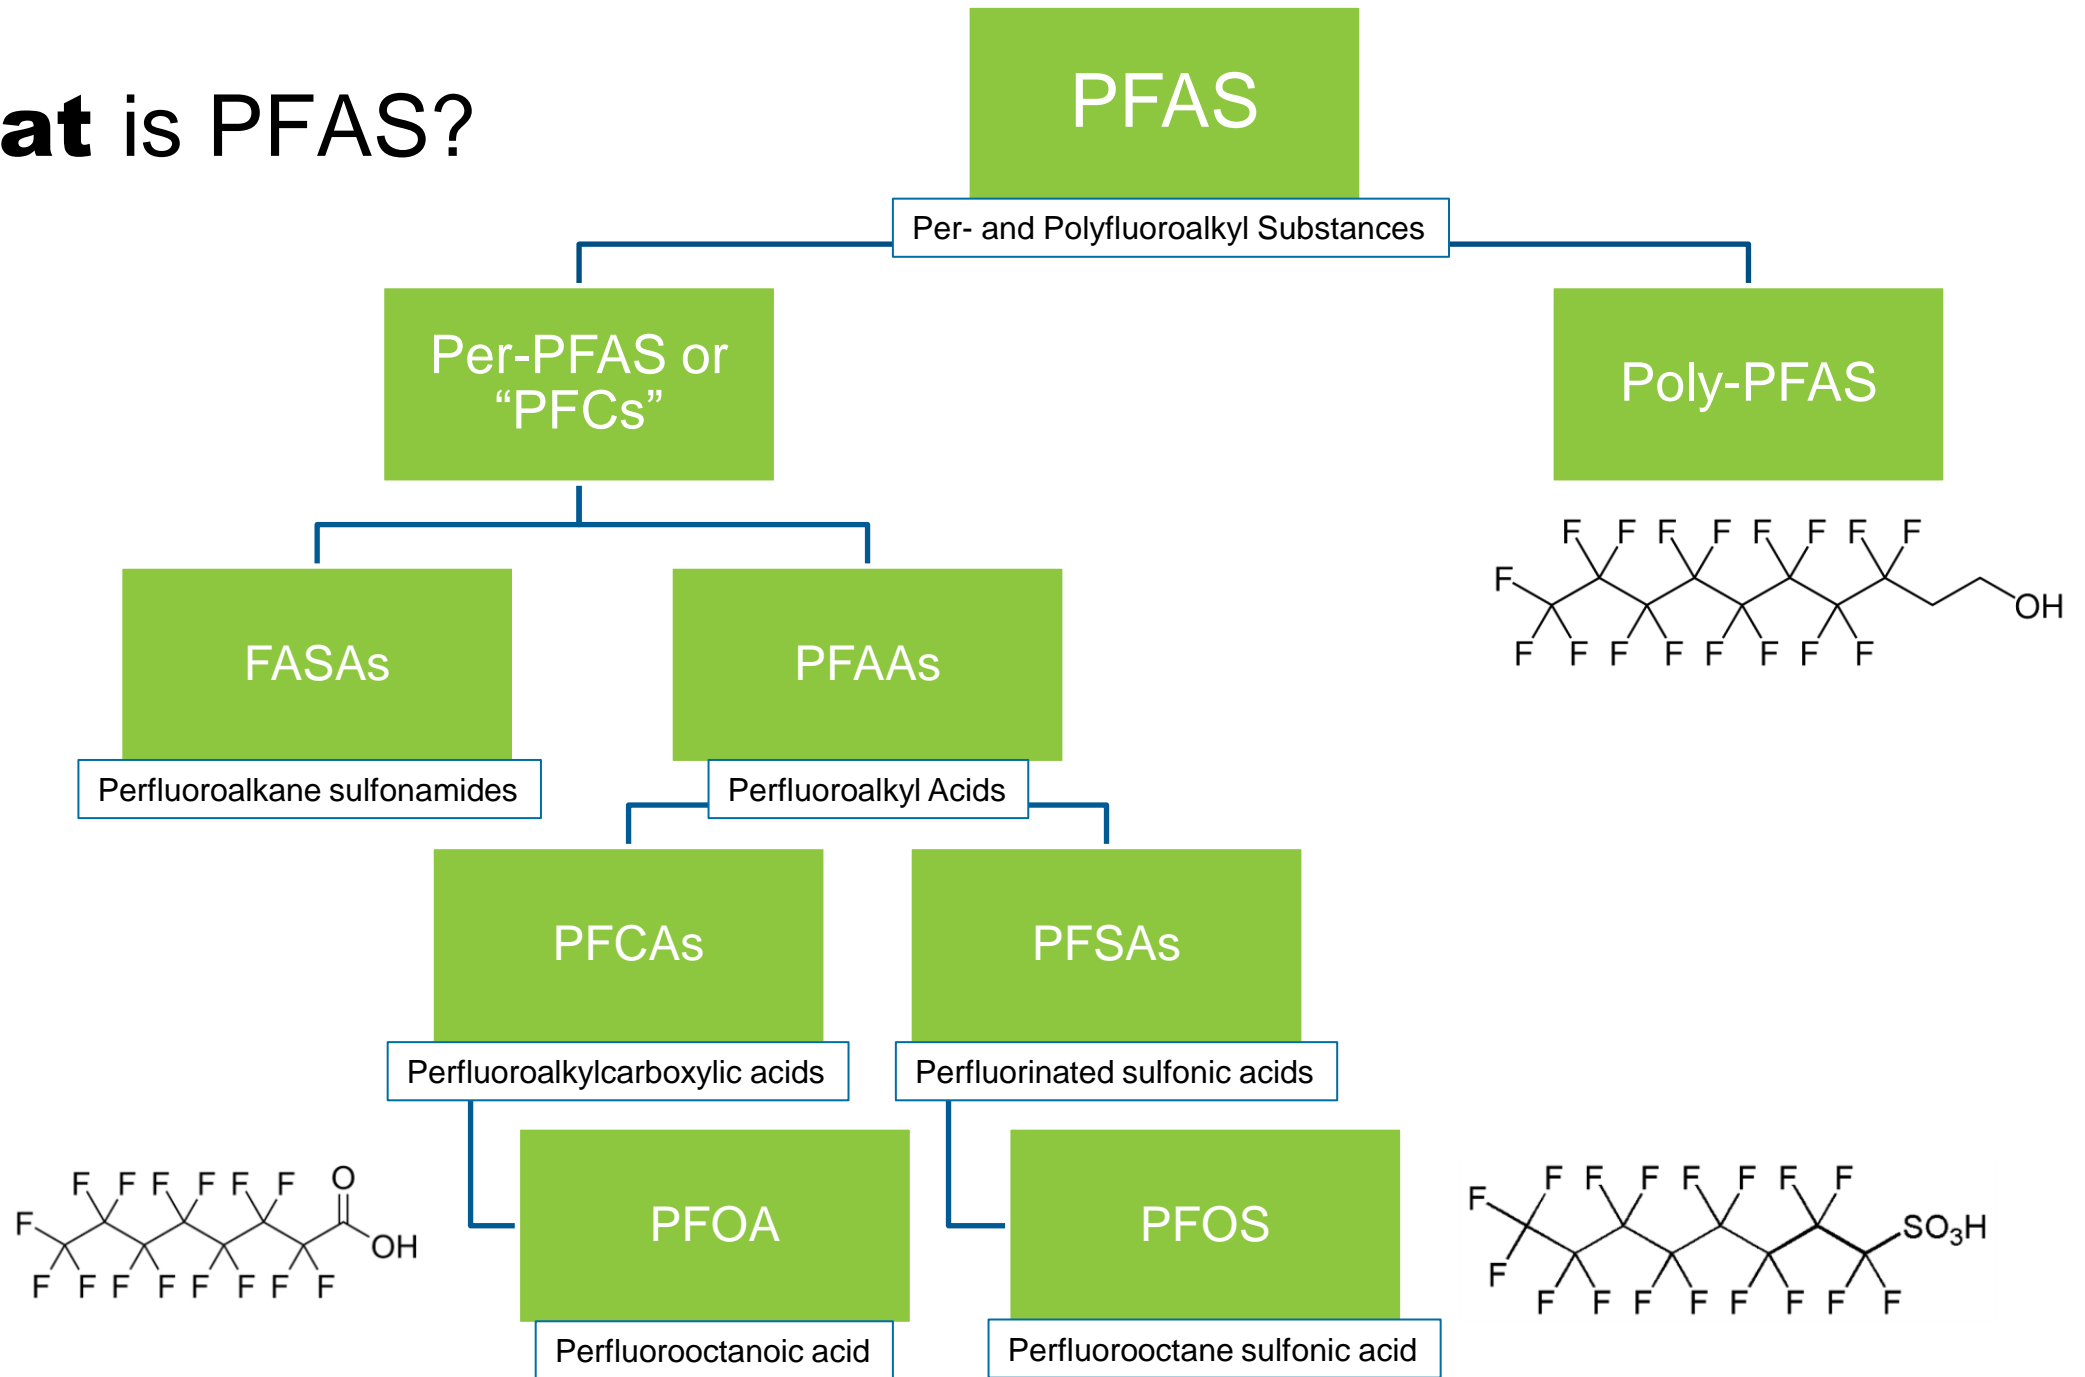 at is PFAS?
PFAS
Per- and Polyfluoroalkyl Substances
Per-PFAS or
“PFCs”
Poly-PFAS
F F F F F F F F
F
OH
F F F F F F F F
FASAs
PFAAs
Perfluoroalkane sulfonamides
Perfluoroalkyl Acids
PFCAs
PFSAs
Perfluoroalkylcarboxylic acids
Perfluorinated sulfonic acids
F F F F F F O
F
OH
F F F F F F F F
PFOA
PFOS
F F F F F F F
F
SO₃H
F
F F F F F F F F
Perfluorooctanoic acid
Perfluorooctane sulfonic acid